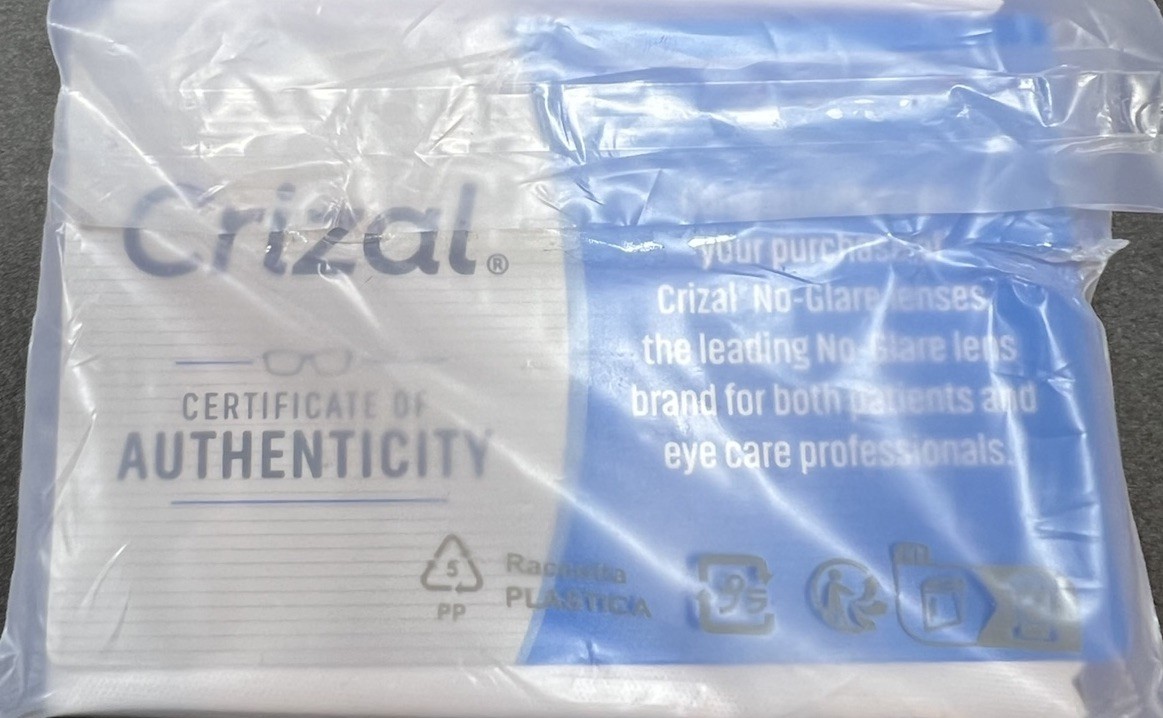 Crizal®
CERTIFICATE OF
AUTHENTICITY
your purchase of
Crizal® No-Glare lenses
the leading No-Glare lens
brand for both patients and
eye care professionals.
5
PP
Raccolta
PLASTICA